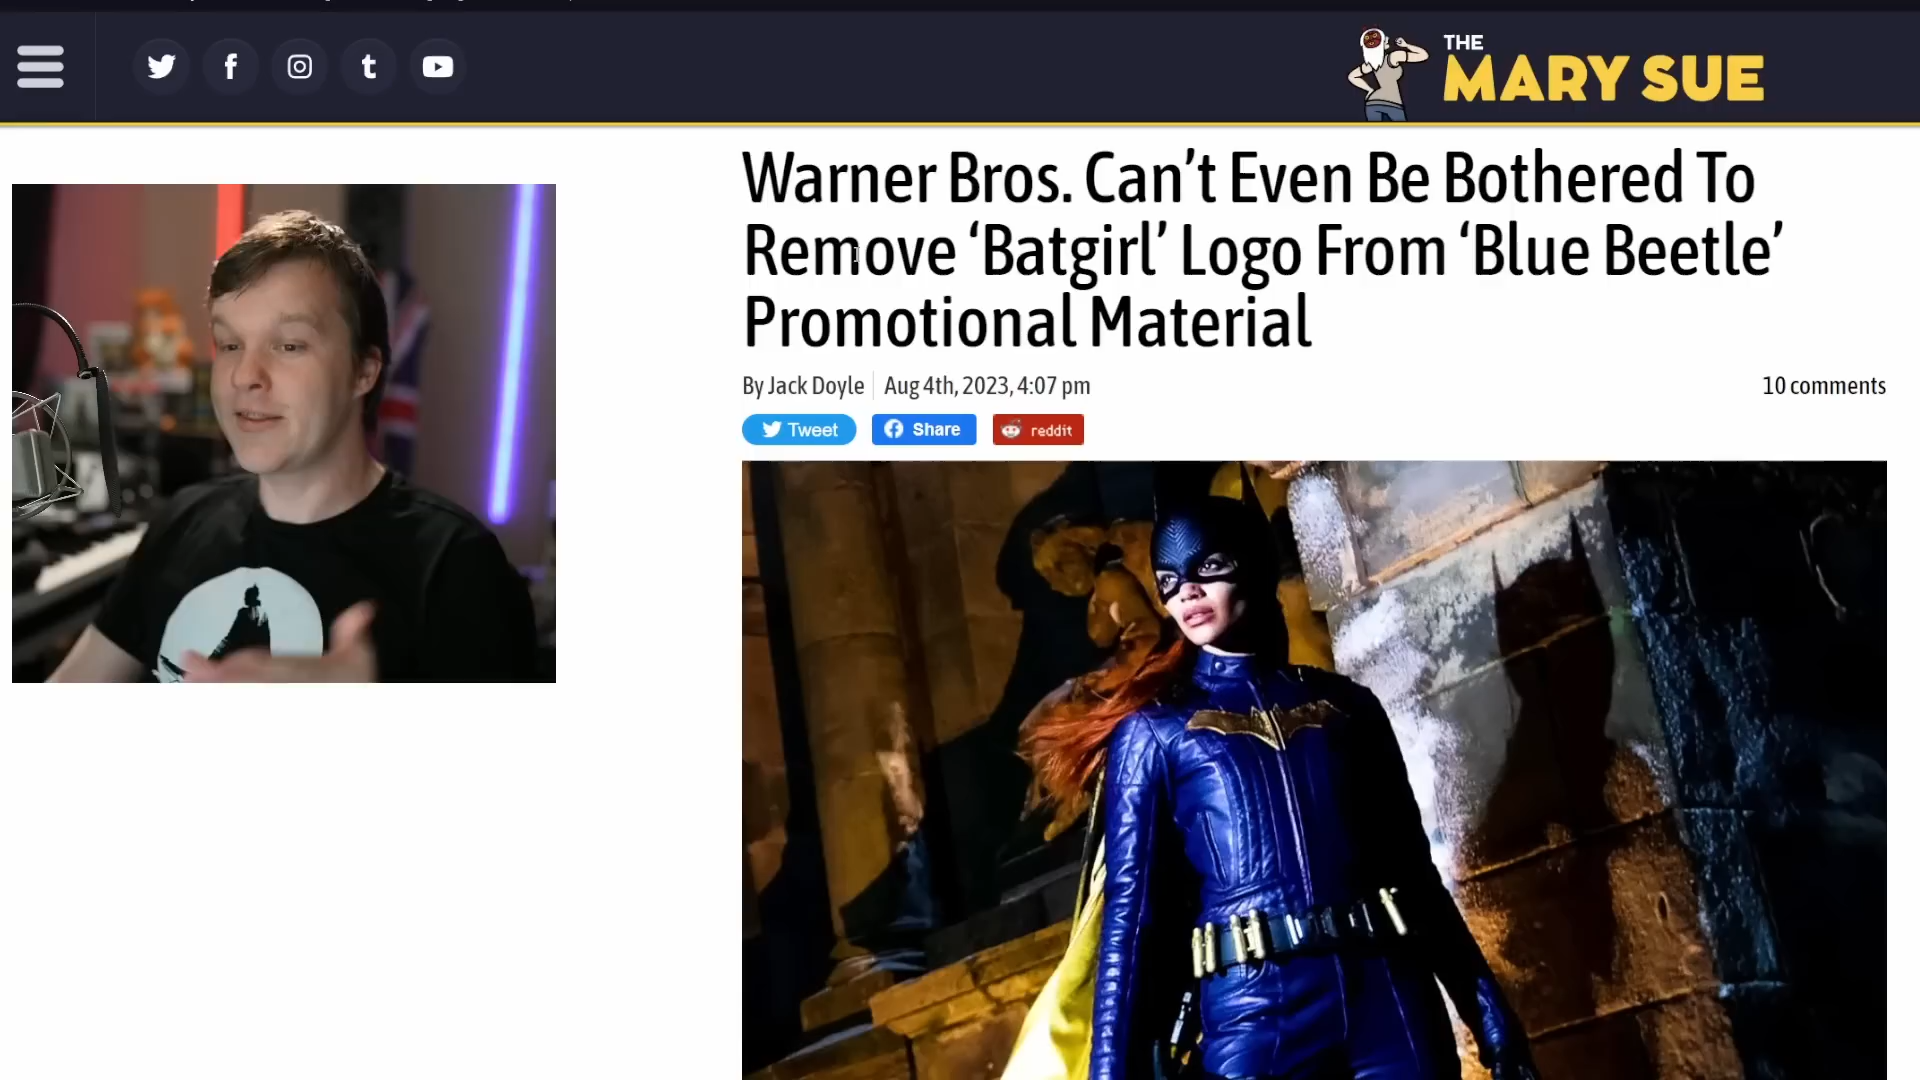 THE
MARY SUE
Warner Bros. Can’t Even Be Bothered To
Remove ‘Batgirl’ Logo From ‘Blue Beetle’
Promotional Material
By Jack Doyle Aug 4th, 2023, 4:07 pm
10 comments
Tweet
Share
reddit